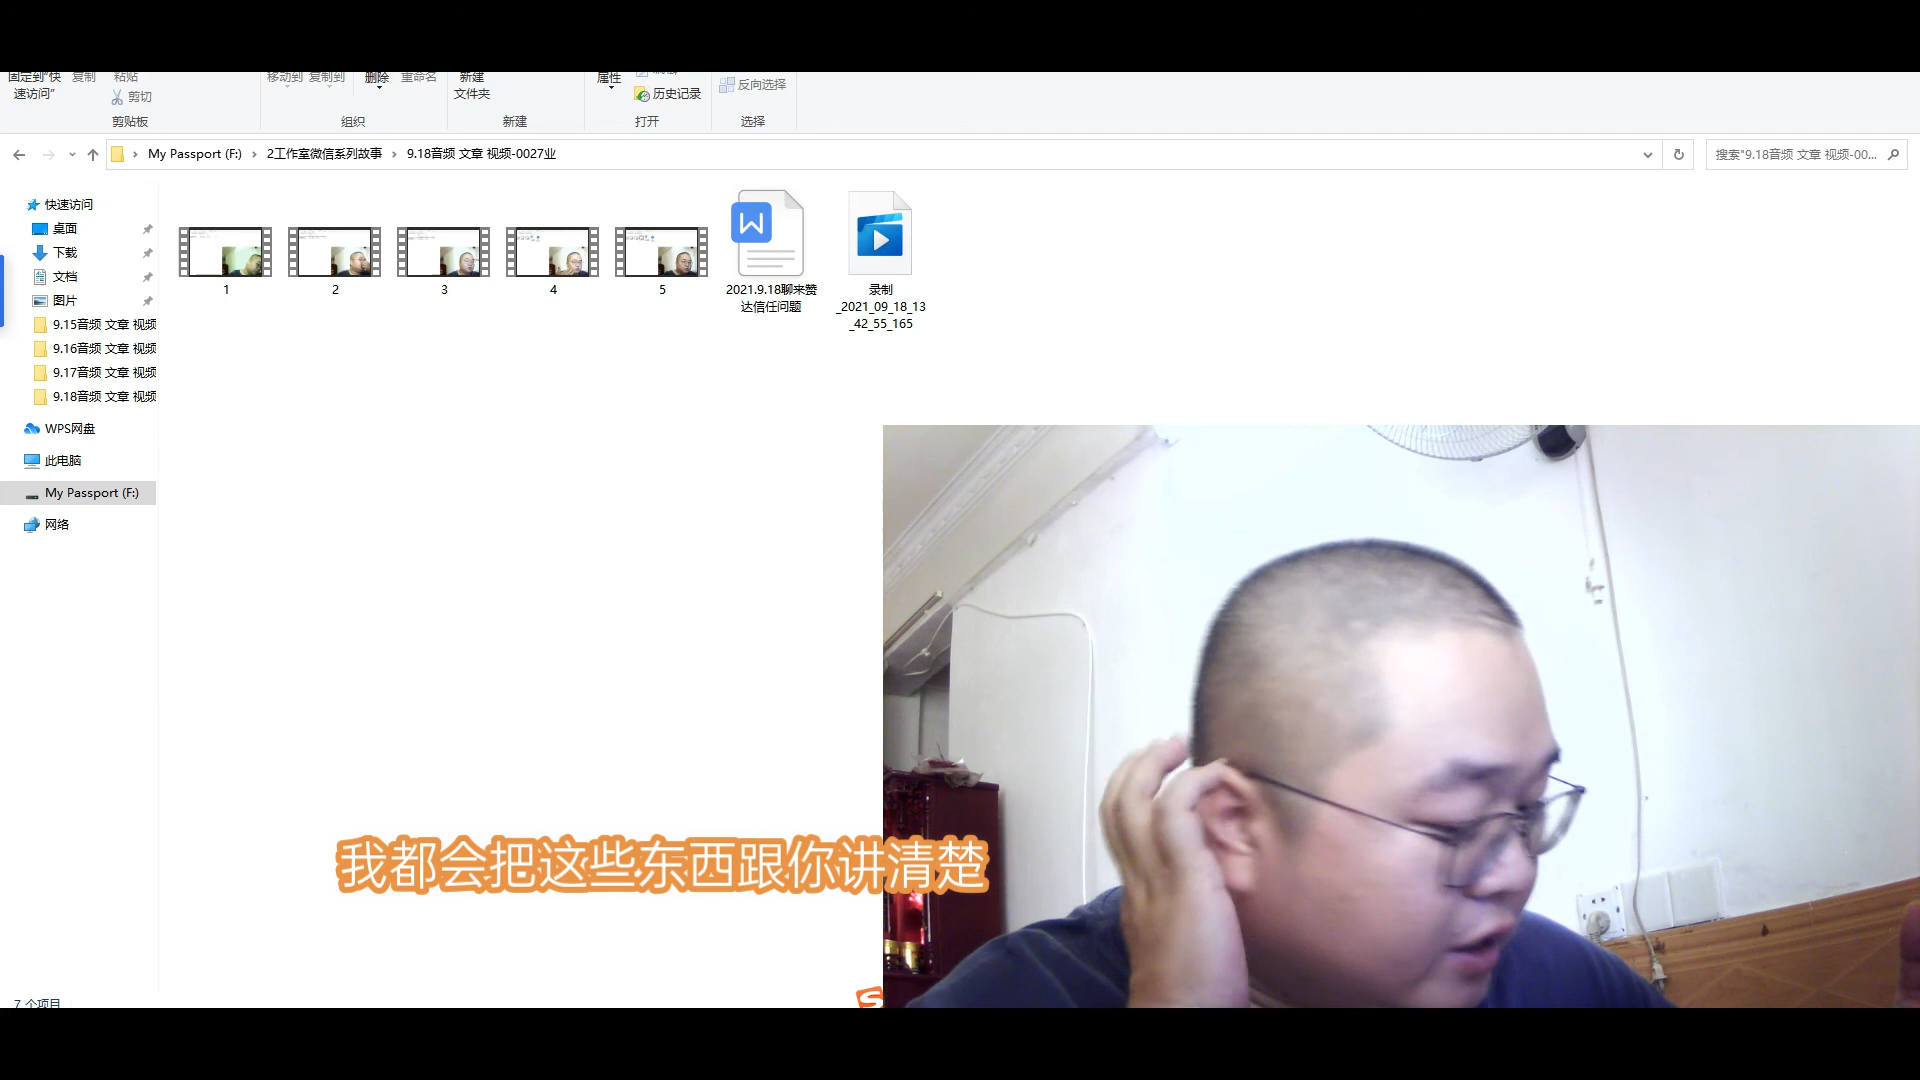 固定到"快 复制 粘贴 移动到 复制到 删除 重命名 新建 属性
速访问" 剪切 文件夹 历史记录 反向选择
剪贴板 组织 新建 打开 选择
My Passport (F:) › 2工作室微信系列故事 › 9.18音频 文章 视频-0027业
搜索"9.18音频 文章 视频-00...
快速访问
桌面
下载
文档
图片
9.15音频 文章 视频
9.16音频 文章 视频
9.17音频 文章 视频
9.18音频 文章 视频
WPS网盘
此电脑
My Passport (F:)
网络
1
2
3
4
5
2021.9.18聊来赞
达信任问题
录制
_2021_09_18_13
_42_55_165
我都会把这些东西跟你讲清楚
7 个项目